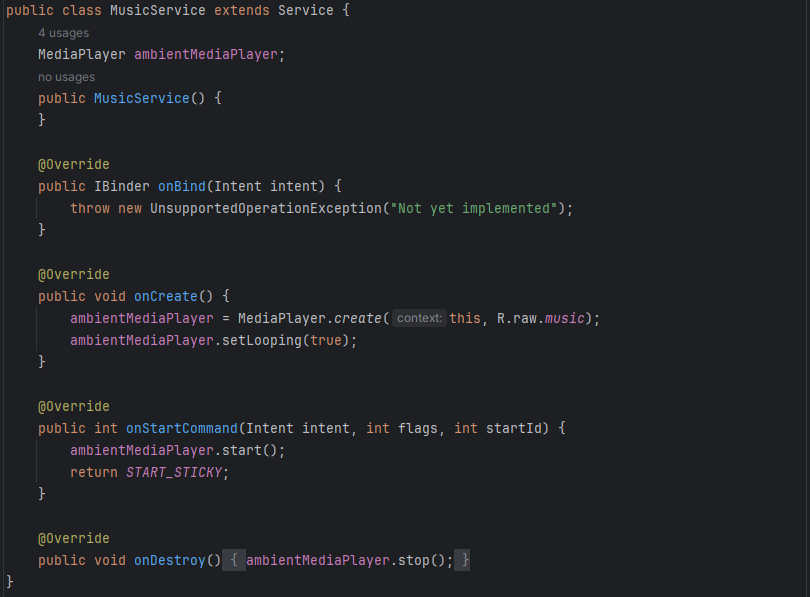 public class MusicService extends Service {
4 usages
MediaPlayer ambientMediaPlayer;
no usages
public MusicService() {
}
@Override
public IBinder onBind(Intent intent) {
throw new UnsupportedOperationException("Not yet implemented");
}
@Override
public void onCreate() {
ambientMediaPlayer = MediaPlayer.create( context: this, R.raw.music);
ambientMediaPlayer.setLooping(true);
}
@Override
public int onStartCommand(Intent intent, int flags, int startId) {
ambientMediaPlayer.start();
return START_STICKY;
}
@Override
public void onDestroy() { ambientMediaPlayer.stop(); }
}